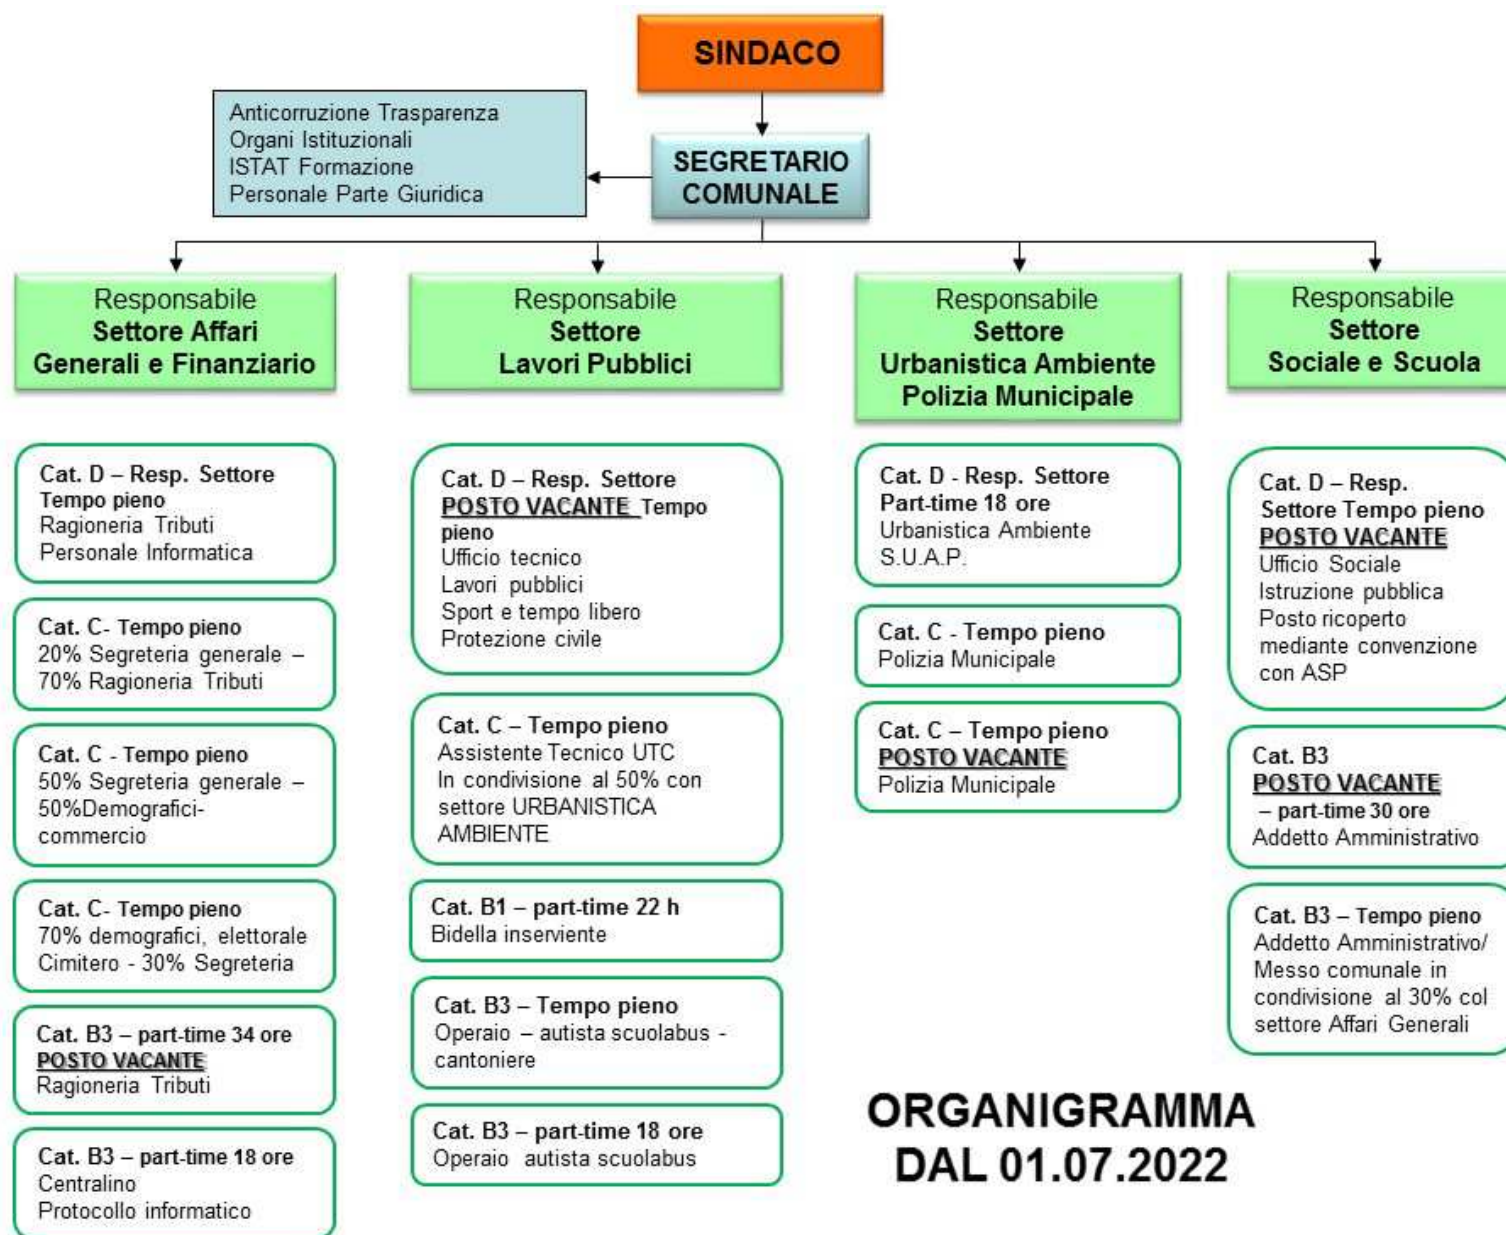 SINDACO
Anticorruzione Trasparenza
Organi Istituzionali
ISTAT Formazione
Personale Parte Giuridica
SEGRETARIO
COMUNALE
Responsabile
Settore Affari
Generali e Finanziario
Responsabile
Settore
Lavori Pubblici
Responsabile
Settore
Urbanistica Ambiente
Polizia Municipale
Responsabile
Settore
Sociale e Scuola
Cat. D – Resp. Settore
Tempo pieno
Ragioneria Tributi
Personale Informatica
Cat. C- Tempo pieno
20% Segreteria generale –
70% Ragioneria Tributi
Cat. C - Tempo pieno
50% Segreteria generale –
50%Demografici-
commercio
Cat. C- Tempo pieno
70% demografici, elettorale
Cimitero - 30% Segreteria
Cat. B3 – part-time 34 ore
POSTO VACANTE
Ragioneria Tributi
Cat. B3 – part-time 18 ore
Centralino
Protocollo informatico
Cat. D – Resp. Settore
POSTO VACANTE Tempo
pieno
Ufficio tecnico
Lavori pubblici
Sport e tempo libero
Protezione civile
Cat. C – Tempo pieno
Assistente Tecnico UTC
In condivisione al 50% con
settore URBANISTICA
AMBIENTE
Cat. B1 – part-time 22 h
Bidella inserviente
Cat. B3 – Tempo pieno
Operaio – autista scuolabus -
cantoniere
Cat. B3 – part-time 18 ore
Operaio autista scuolabus
Cat. D - Resp. Settore
Part-time 18 ore
Urbanistica Ambiente
S.U.A.P.
Cat. C - Tempo pieno
Polizia Municipale
Cat. C – Tempo pieno
POSTO VACANTE
Polizia Municipale
Cat. D – Resp.
Settore Tempo pieno
POSTO VACANTE
Ufficio Sociale
Istruzione pubblica
Posto ricoperto
mediante convenzione
con ASP
Cat. B3
POSTO VACANTE
– part-time 30 ore
Addetto Amministrativo
Cat. B3 – Tempo pieno
Addetto Amministrativo/
Messo comunale in
condivisione al 30% col
settore Affari Generali
ORGANIGRAMMA
DAL 01.07.2022